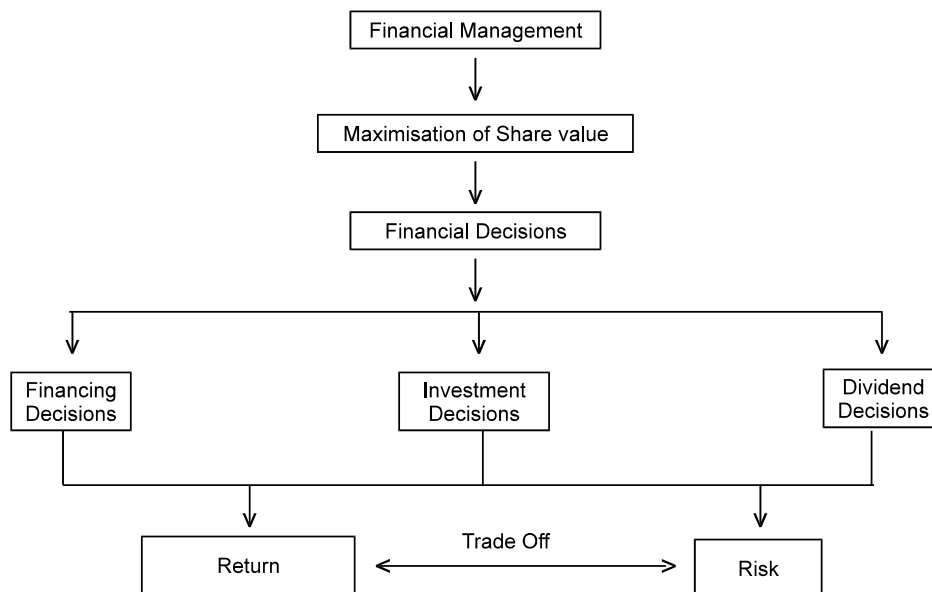 Financial Management
Maximisation of Share value
Financial Decisions
Financing
Decisions
Investment
Decisions
Dividend
Decisions
Return
Trade Off
Risk